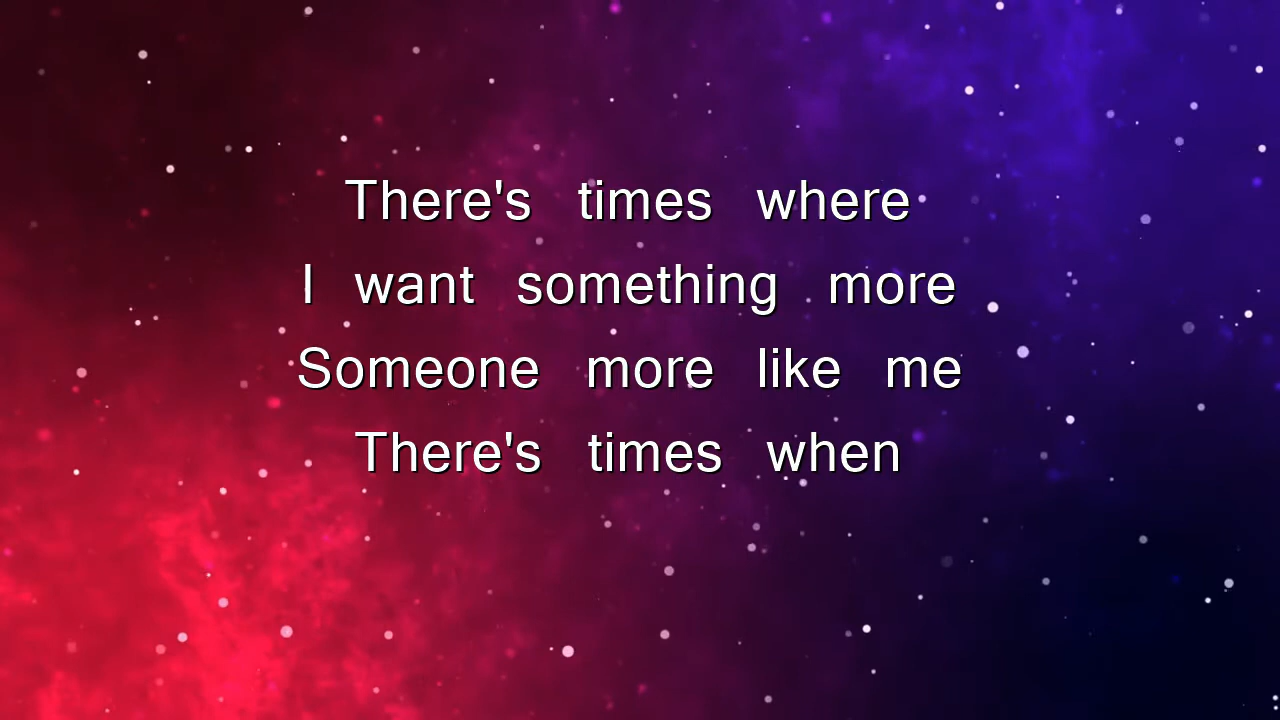 There's times where
I want something more
Someone more like me
There's times when